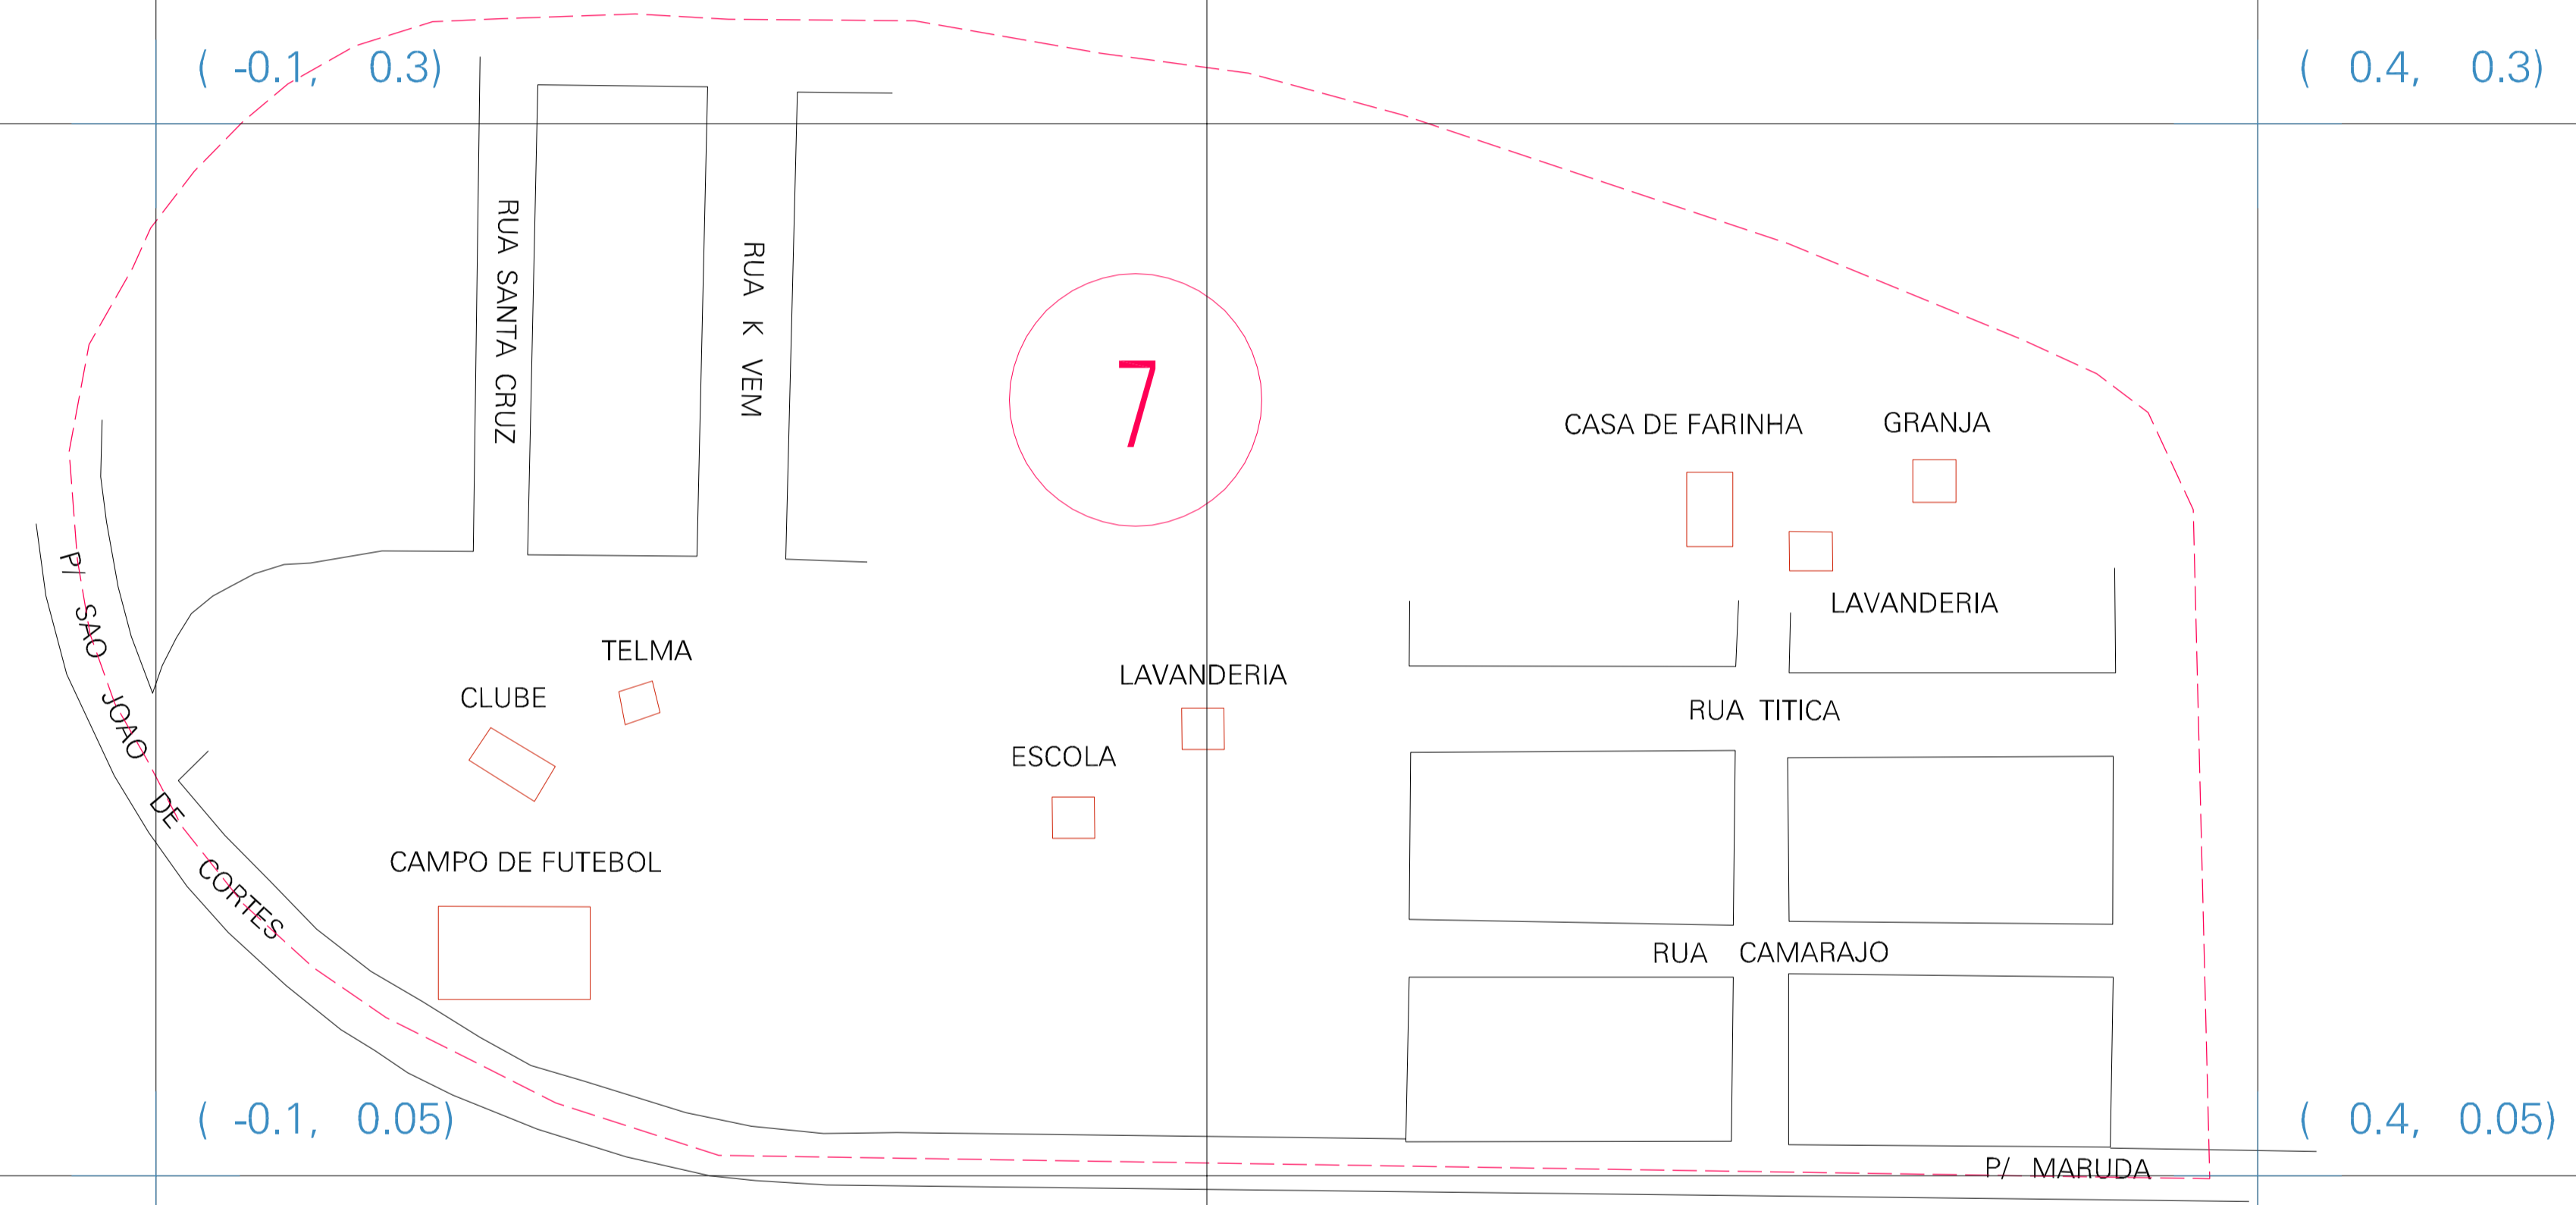 ( -0.1, 0.3)
( 0.4, 0.3)
RUA SANTA CRUZ
RUA K VEM
7
CASA DE FARINHA
GRANJA
LAVANDERIA
P/ SAO JOAO DE CORTES
TELMA
LAVANDERIA
CLUBE
RUA TITICA
ESCOLA
CAMPO DE FUTEBOL
RUA CAMARAJO
( -0.1, 0.05)
( 0.4, 0.05)
P/ MARUDA